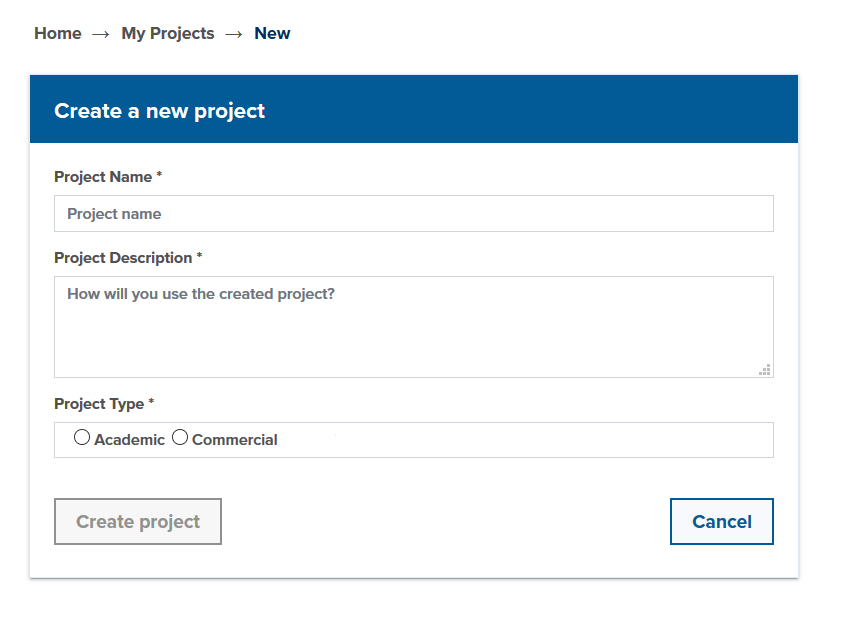 Home → My Projects → New
Create a new project
Project Name *
Project name
Project Description *
How will you use the created project?
Project Type *
Academic Commercial
Create project Cancel